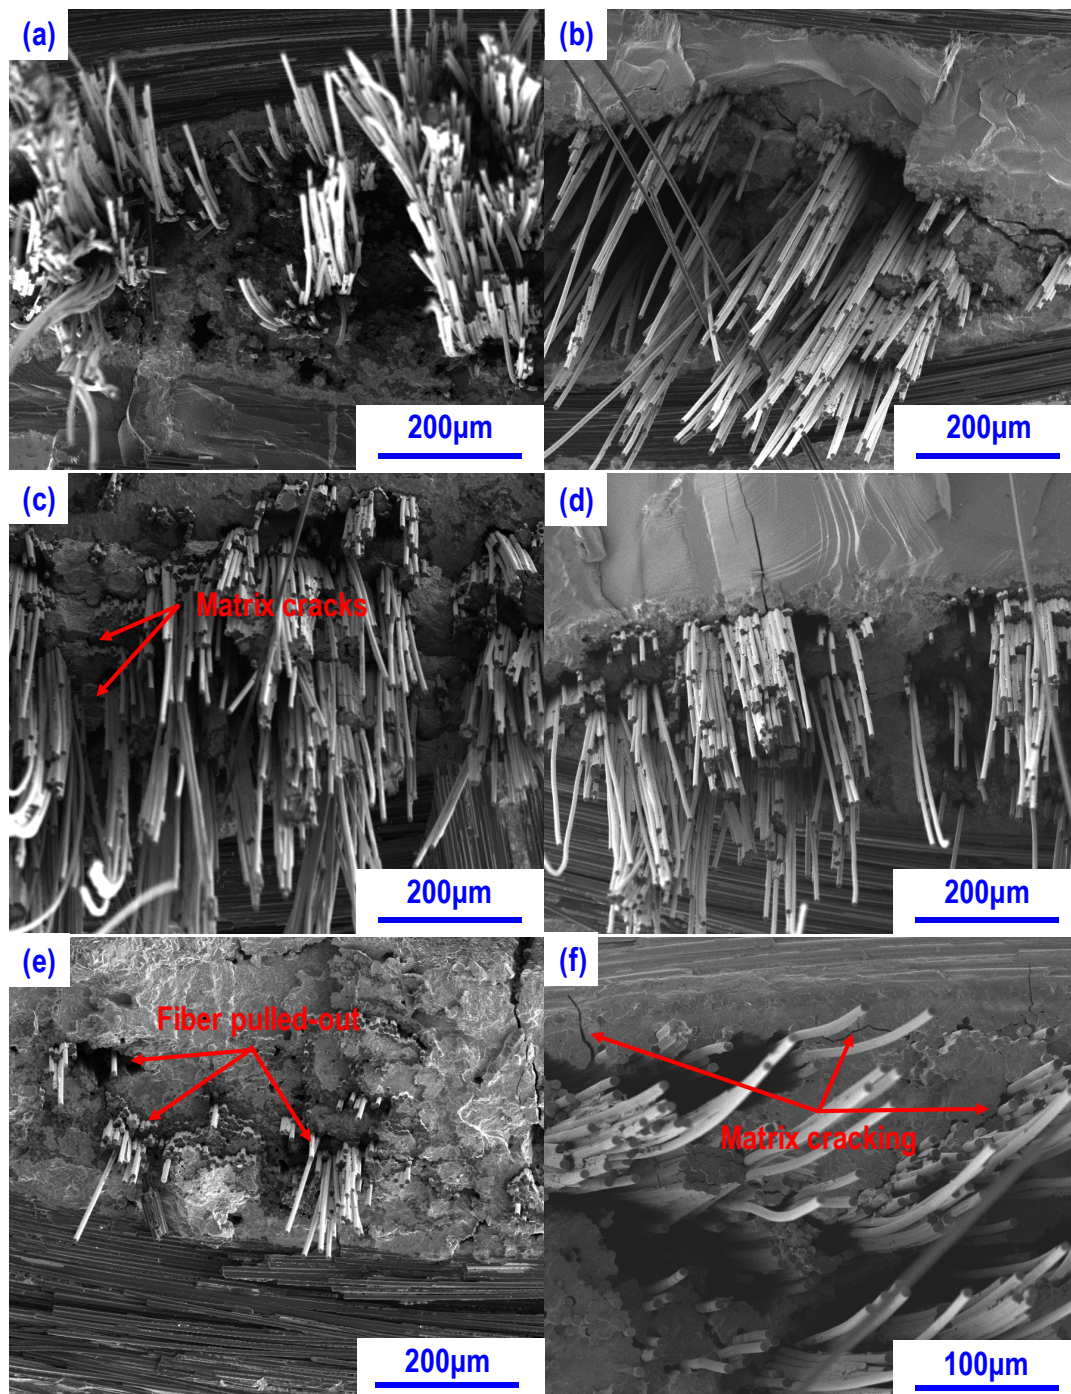 (a)
(b)
200µm
200µm
(c)
(d)
Matrix cracks
200µm
200µm
(e)
(f)
Fiber pulled-out
Matrix cracking
200µm
100µm